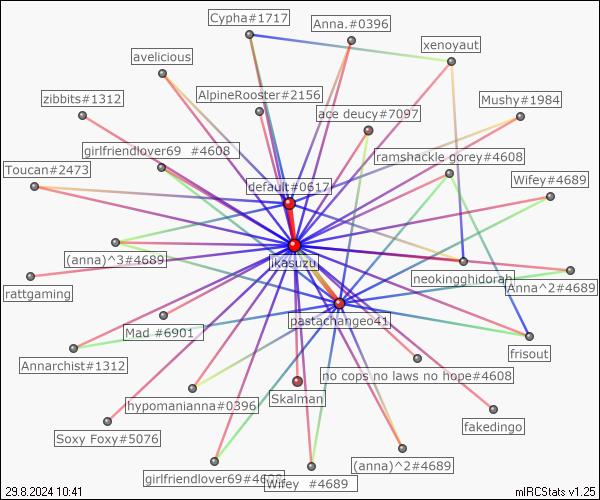 Cypha#1717
Anna.#0396
xenoyaut
avelicious
zibbits#1312
AlpineRooster#2156
Mushy#1984
ace deucy#7097
girlfriendlover69 #4608
ramshackle gorey#4608
Toucan#2473
default#0617
Wifey#4689
(anna)^3#4689
ikasuzu
neokingghidorah
Anna^2#4689
rattgaming
pastachangeo41
Mad #6901
frisout
Annarchist#1312
no cops no laws no hope#4608
Skalman
hypomanianna#0396
fakedingo
Soxy Foxy#5076
(anna)^2#4689
girlfriendlover69#4608
Wifey #4689
29.8.2024 10:41
mIRCStats v1.25